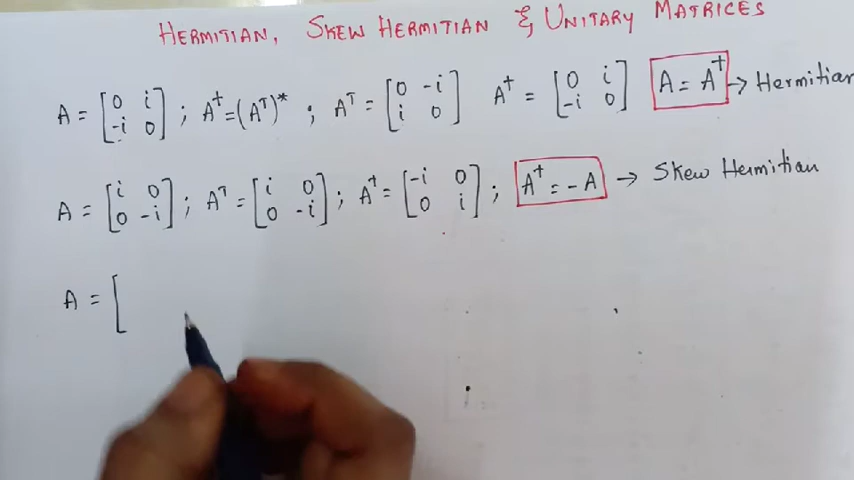 HERMITIAN, SKEW HERMITIAN & UNITARY MATRICES
A = [0 i; -i 0] ; A† = (Aᵀ)* ; Aᵀ = [0 -i; i 0] A† = [0 i; -i 0] A = A† → Hermitian
A = [i 0; 0 -i] ; Aᵀ = [i 0; 0 -i] ; A† = [-i 0; 0 i] ; A† = -A → Skew Hermitian
A = [